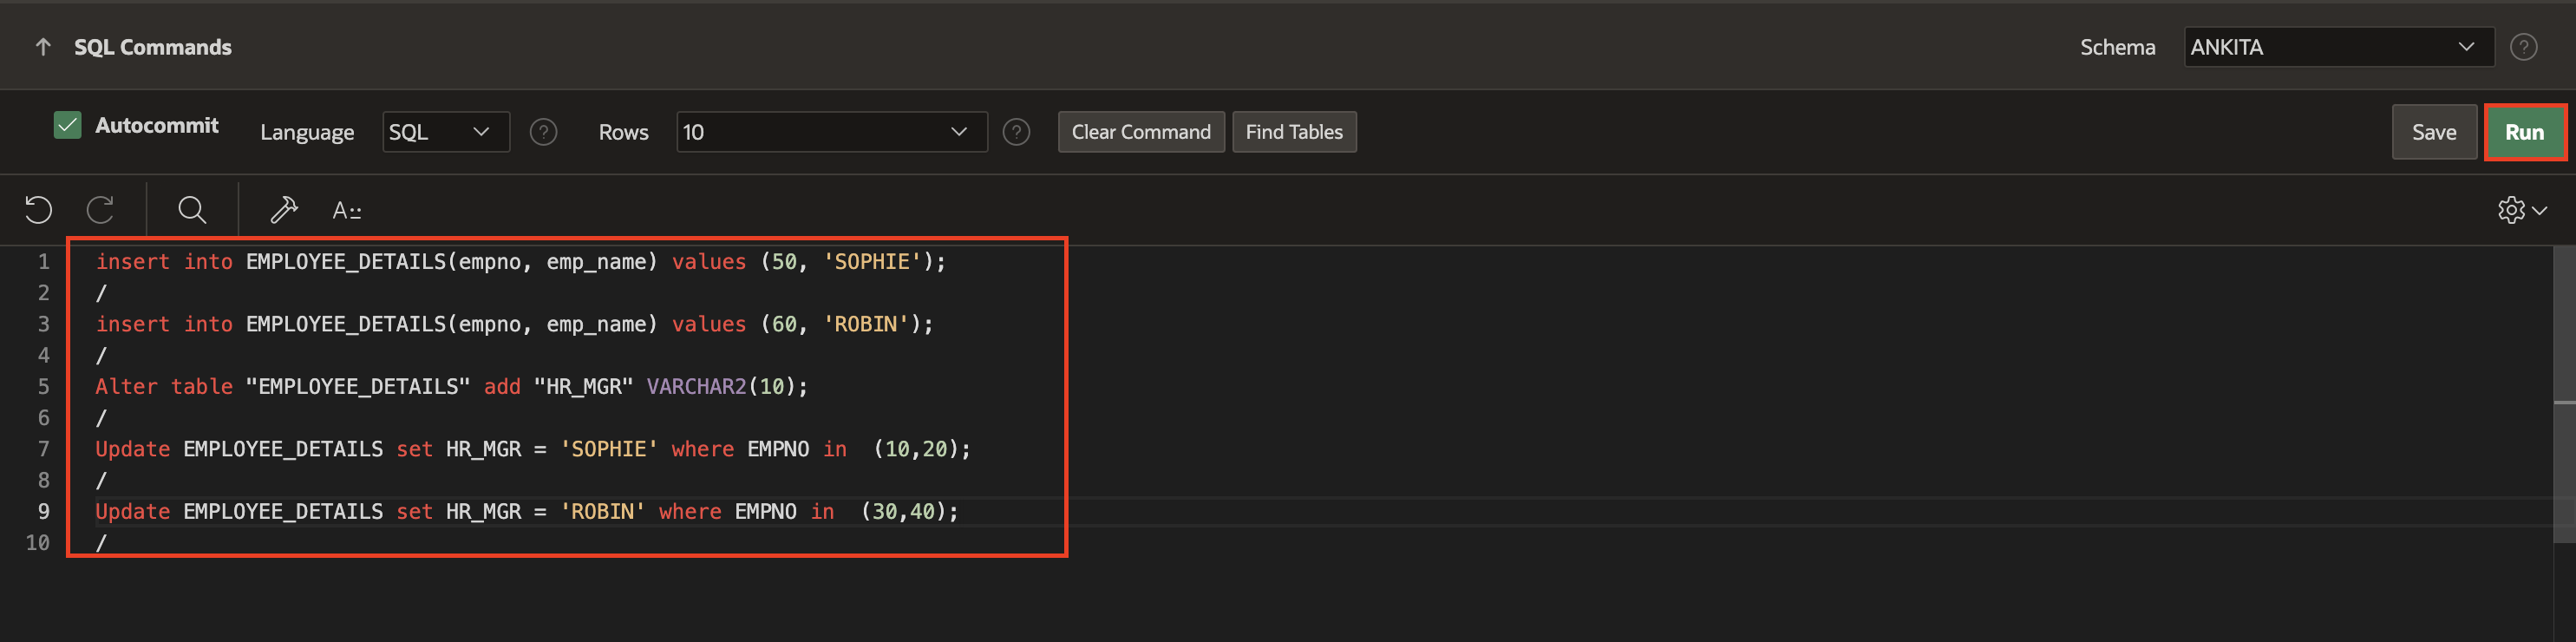 SQL Commands
Schema ANKITA ?
Autocommit Language SQL ? Rows 10 ? Clear Command Find Tables Save Run
A
1 insert into EMPLOYEE_DETAILS(empno, emp_name) values (50, 'SOPHIE');
2 /
3 insert into EMPLOYEE_DETAILS(empno, emp_name) values (60, 'ROBIN');
4 /
5 Alter table "EMPLOYEE_DETAILS" add "HR_MGR" VARCHAR2(10);
6 /
7 Update EMPLOYEE_DETAILS set HR_MGR = 'SOPHIE' where EMPNO in  (10,20);
8 /
9 Update EMPLOYEE_DETAILS set HR_MGR = 'ROBIN' where EMPNO in  (30,40);
10 /